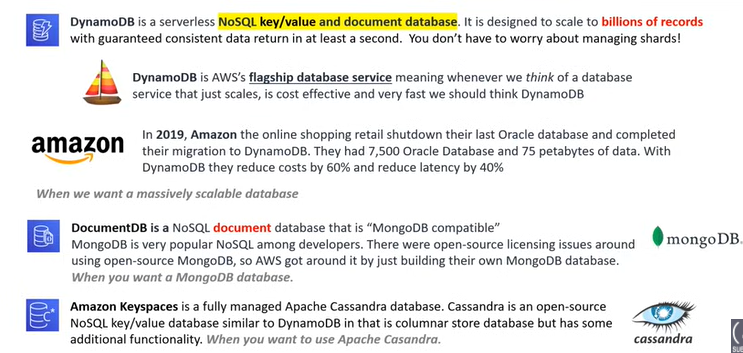 DynamoDB is a serverless NoSQL key/value and document database. It is designed to scale to billions of records
with guaranteed consistent data return in at least a second. You don't have to worry about managing shards!
DynamoDB is AWS's flagship database service meaning whenever we think of a database
service that just scales, is cost effective and very fast we should think DynamoDB
amazon
In 2019, Amazon the online shopping retail shutdown their last Oracle database and completed
their migration to DynamoDB. They had 7,500 Oracle Database and 75 petabytes of data. With
DynamoDB they reduce costs by 60% and reduce latency by 40%
When we want a massively scalable database
DocumentDB is a NoSQL document database that is “MongoDB compatible”
MongoDB is very popular NoSQL among developers. There were open-source licensing issues around
using open-source MongoDB, so AWS got around it by just building their own MongoDB database.
When you want a MongoDB database.
mongoDB.
Amazon Keyspaces is a fully managed Apache Cassandra database. Cassandra is an open-source
NoSQL key/value database similar to DynamoDB in that is columnar store database but has some
additional functionality. When you want to use Apache Casandra.
cassandra